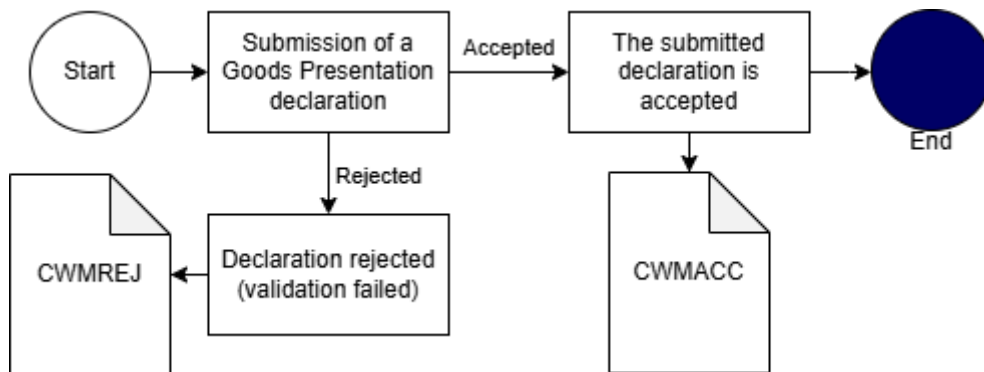 Start
Submission of a
Goods Presentation
declaration
Accepted
The submitted
declaration is
accepted
End
Rejected
CWMREJ
Declaration rejected
(validation failed)
CWMACC